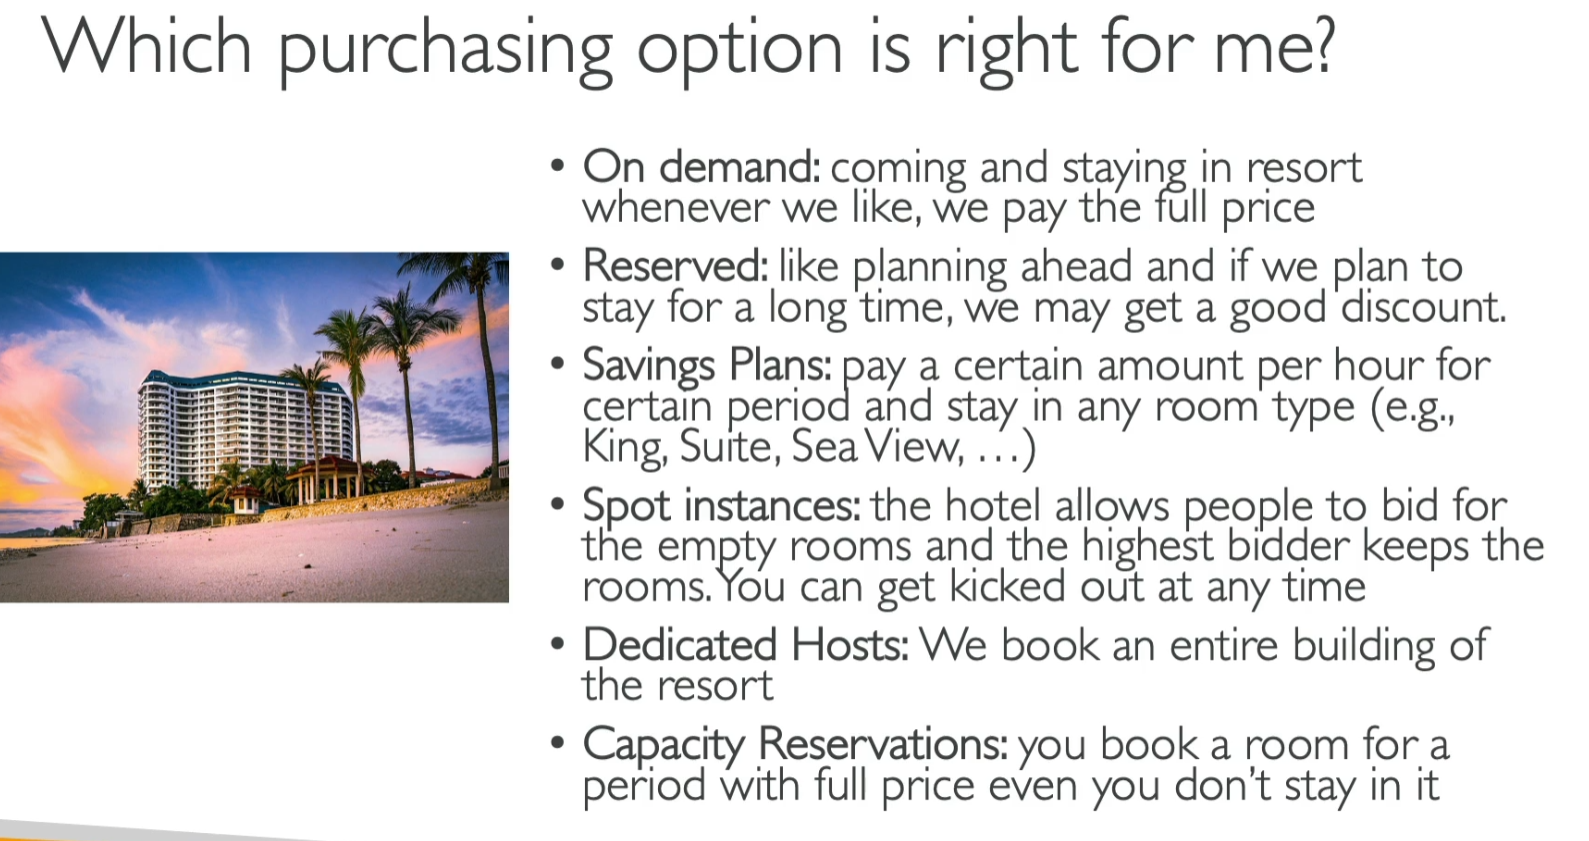 Which purchasing option is right for me?
• On demand: coming and staying in resort
whenever we like, we pay the full price
• Reserved: like planning ahead and if we plan to
stay for a long time, we may get a good discount.
• Savings Plans: pay a certain amount per hour for
certain period and stay in any room type (e.g.,
King, Suite, Sea View, …)
• Spot instances: the hotel allows people to bid for
the empty rooms and the highest bidder keeps the
rooms. You can get kicked out at any time
• Dedicated Hosts: We book an entire building of
the resort
• Capacity Reservations: you book a room for a
period with full price even you don't stay in it